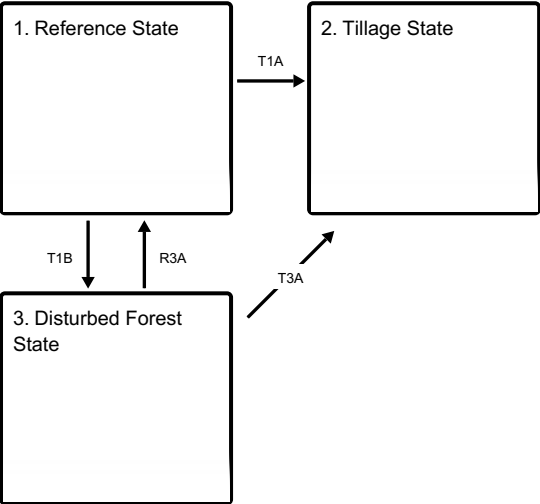 1. Reference State
2. Tillage State
T1A
T1B
R3A
T3A
3. Disturbed Forest
State